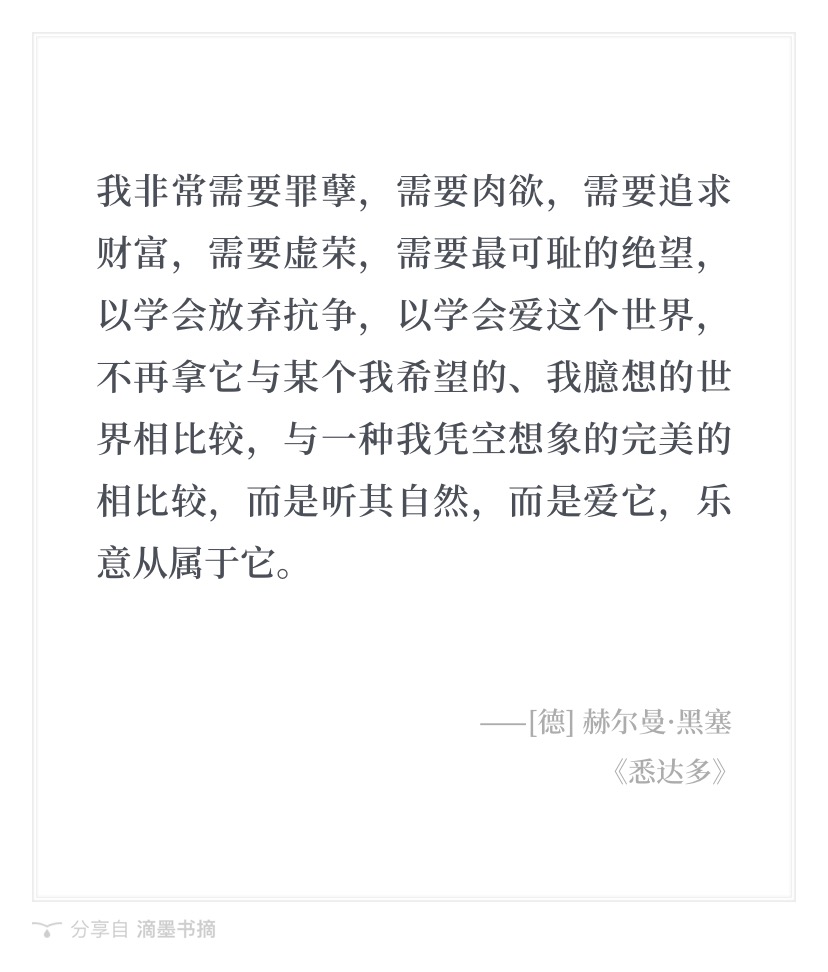 我非常需要罪孽，需要肉欲，需要追求
财富，需要虚荣，需要最可耻的绝望，
以学会放弃抗争，以学会爱这个世界，
不再拿它与某个我希望的、我臆想的世
界相比较，与一种我凭空想象的完美的
相比较，而是听其自然，而是爱它，乐
意从属于它。
——[德] 赫尔曼·黑塞
《悉达多》
分享自 滴墨书摘